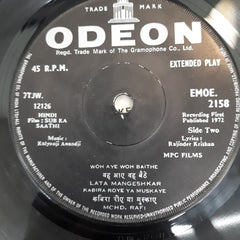 TRADE MARK
ODEON
Regd. Trade Mark of The Gramophone Co., Ltd.
45 R.P.M.
EXTENDED PLAY
7TJW.
12126
EMOE.
2158
HINDI
Film: SUB KA
SAATHI
Recording First
Published 1972
Music:
Kalyanji Anandji
Side Two
Lyrics:
Rajinder Krishan
MPC FILMS
WOH AYE WOH BAITHE
वह आए वह बैठे
LATA MANGESHKAR
KABIRA ROYE YA MUSKAYE
कबिरा रोए या मुस्काए
MOHD. RAFI